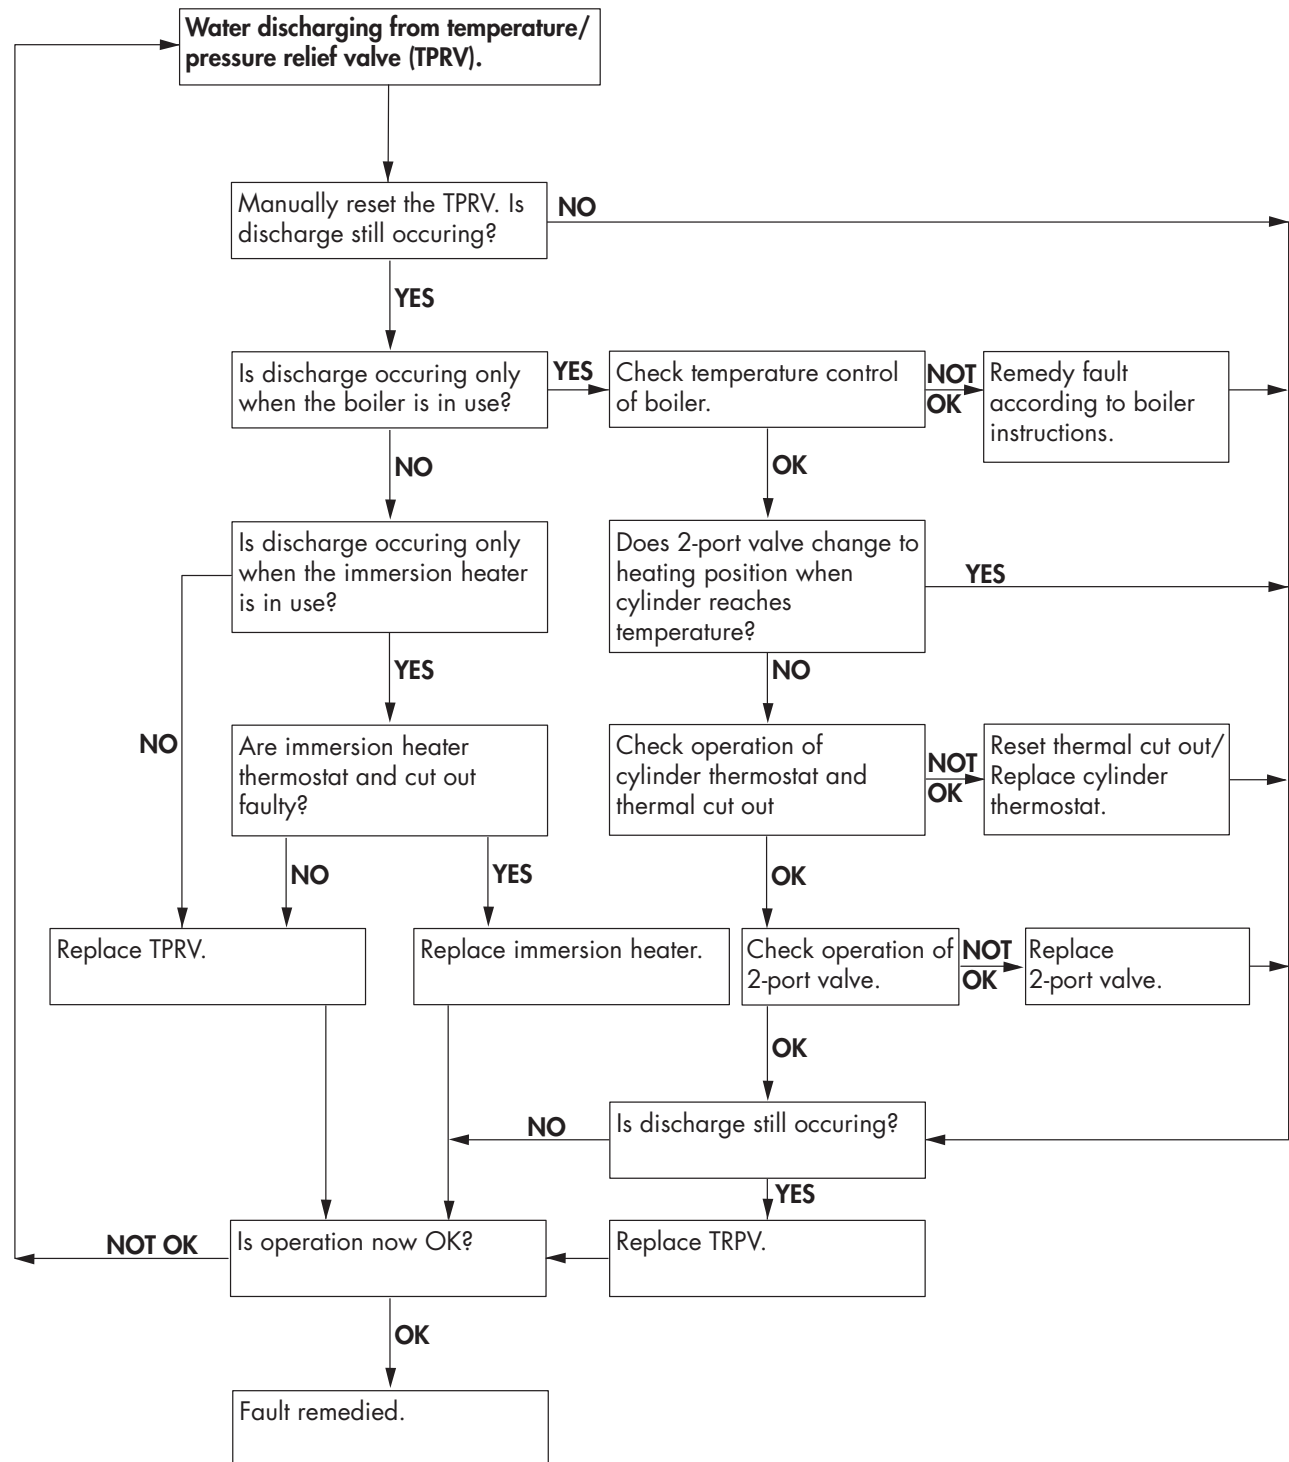 Water discharging from temperature/
pressure relief valve (TPRV).
Manually reset the TPRV. Is
discharge still occuring?
NO
YES
Is discharge occuring only
when the boiler is in use?
YES
Check temperature control
of boiler.
NOT
OK
Remedy fault
according to boiler
instructions.
NO
OK
Is discharge occuring only
when the immersion heater
is in use?
Does 2-port valve change to
heating position when
cylinder reaches
temperature?
YES
YES
NO
NO
Are immersion heater
thermostat and cut out
faulty?
Check operation of
cylinder thermostat and
thermal cut out
NOT
OK
Reset thermal cut out/
Replace cylinder
thermostat.
NO
YES
OK
Replace TPRV.
Replace immersion heater.
Check operation of
2-port valve.
NOT
OK
Replace
2-port valve.
OK
NO
Is discharge still occuring?
YES
NOT OK
Is operation now OK?
Replace TRPV.
OK
Fault remedied.